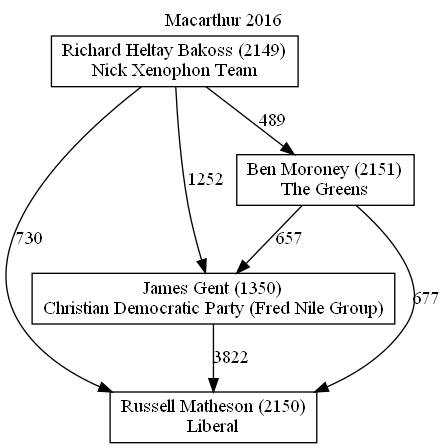 Macarthur 2016
Richard Heltay Bakoss (2149)
Nick Xenophon Team
489
Ben Moroney (2151)
The Greens
1252
730
657
677
James Gent (1350)
Christian Democratic Party (Fred Nile Group)
3822
Russell Matheson (2150)
Liberal